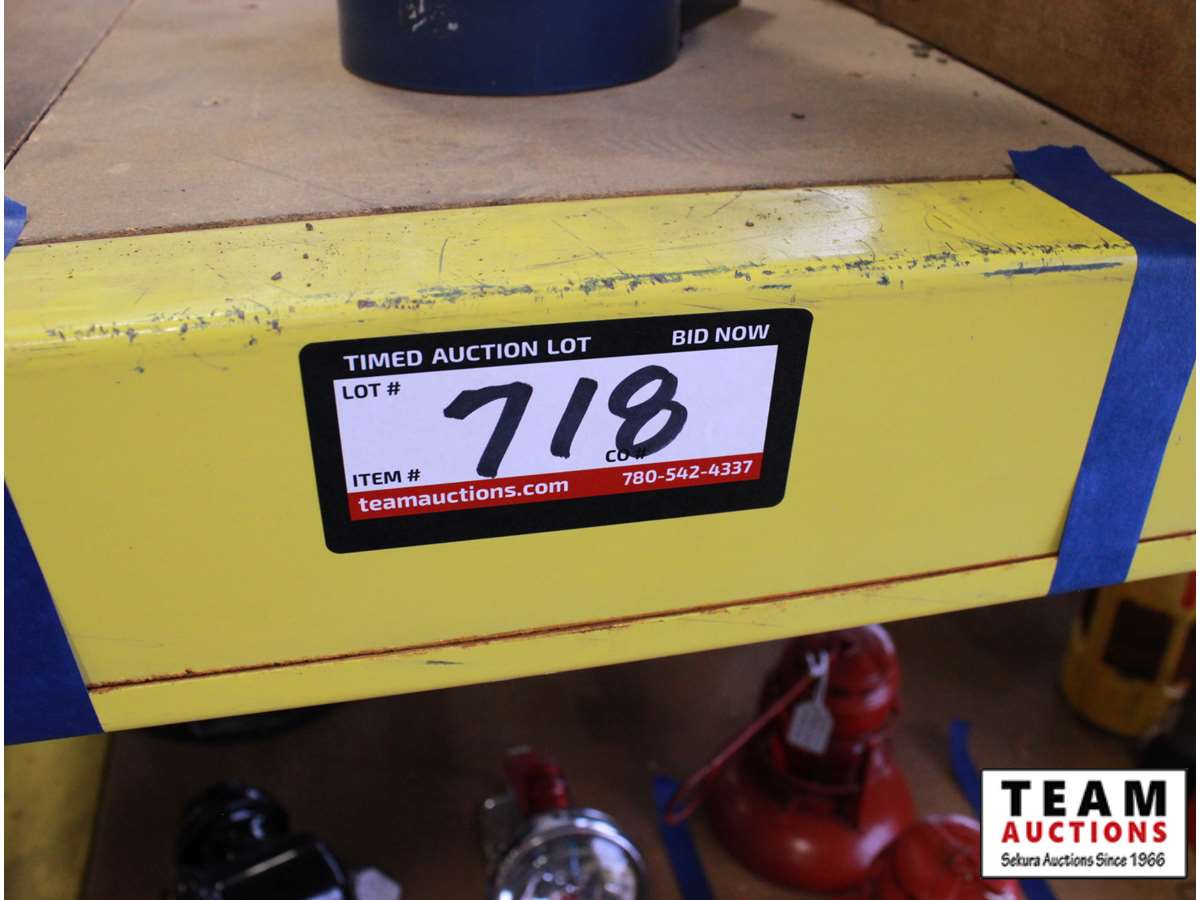 TIMED AUCTION LOT BID NOW
LOT # 718
ITEM # CO #
teamauctions.com 780-542-4337
TEAM
AUCTIONS
Sekura Auctions Since 1966